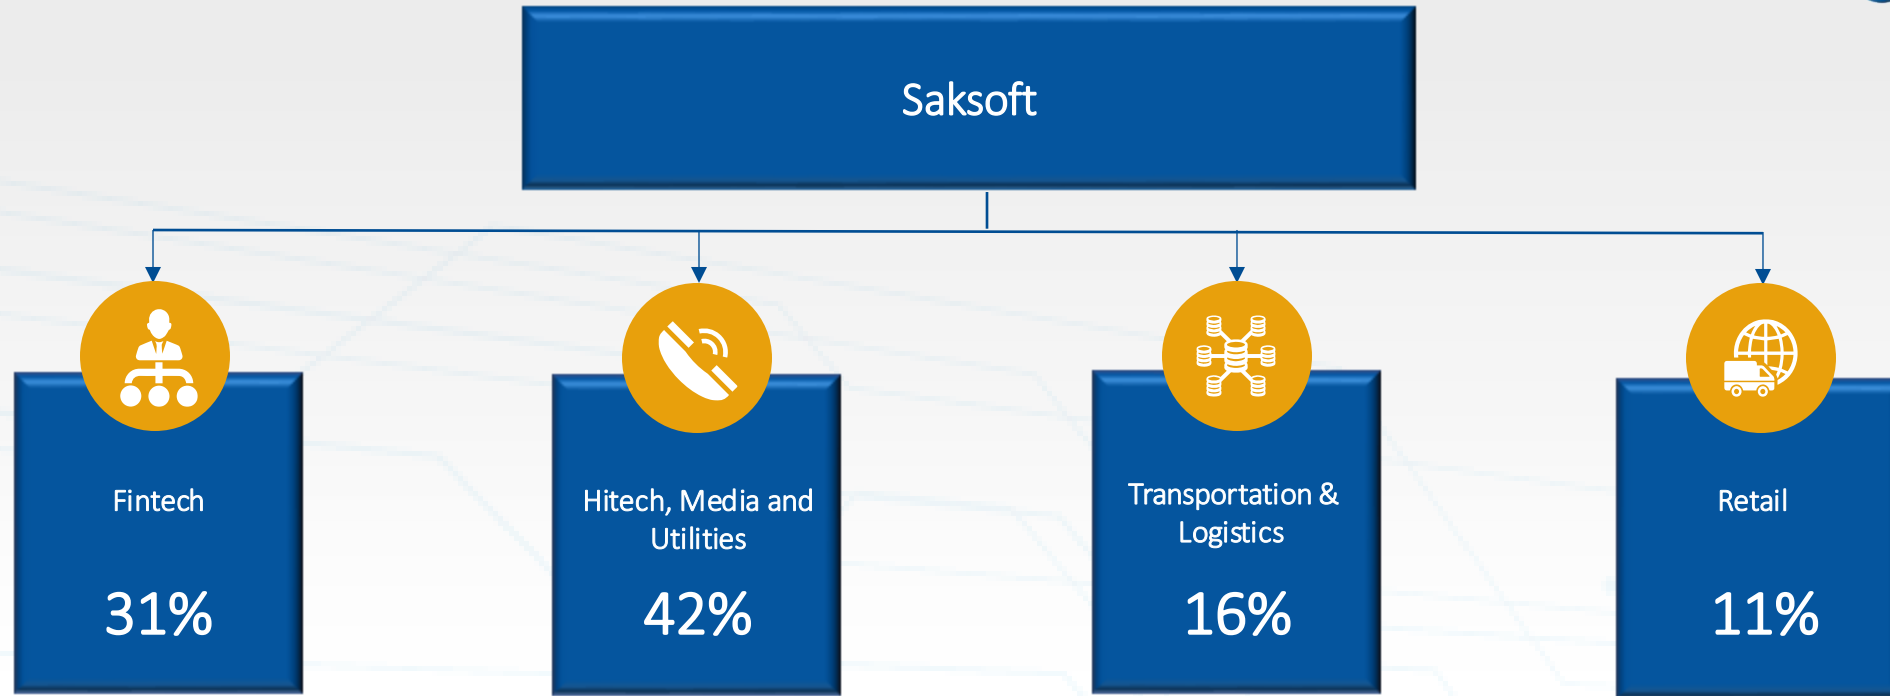 Saksoft
Fintech
31%
Hitech, Media and
Utilities
42%
Transportation &
Logistics
16%
Retail
11%